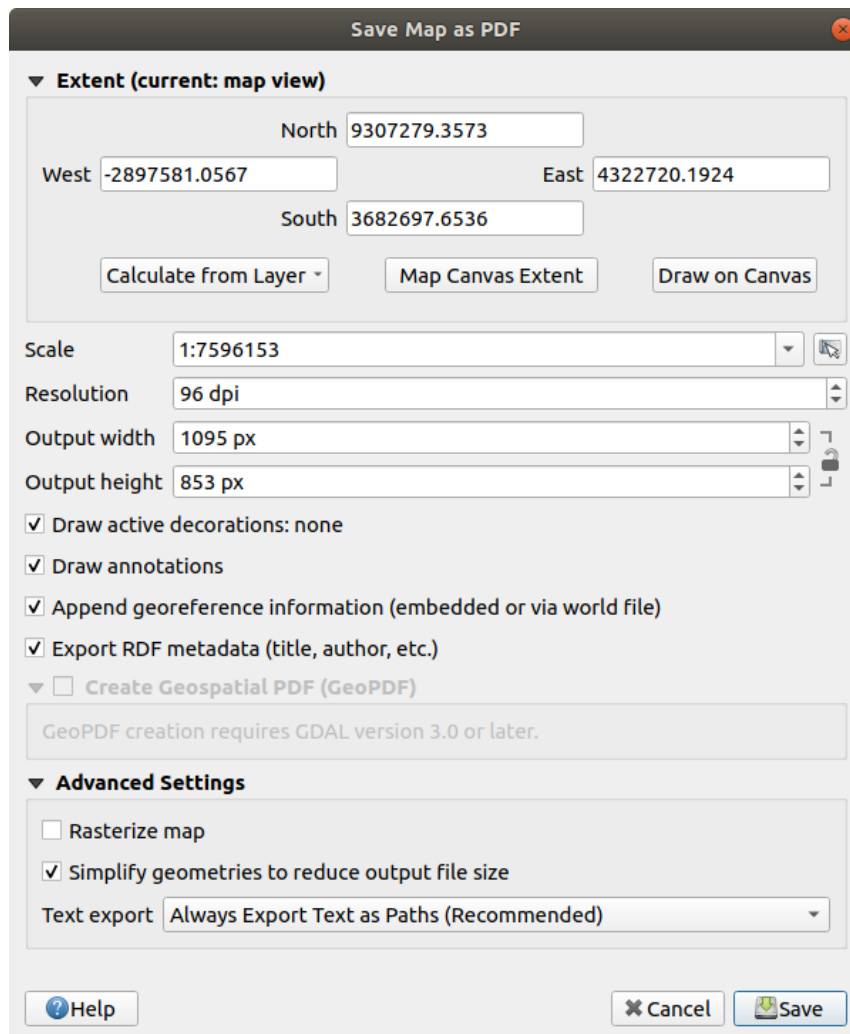 Save Map as PDF
Extent (current: map view)
North 9307279.3573
West -2897581.0567 East 4322720.1924
South 3682697.6536
Calculate from Layer Map Canvas Extent Draw on Canvas
Scale 1:7596153
Resolution 96 dpi
Output width 1095 px
Output height 853 px
Draw active decorations: none
Draw annotations
Append georeference information (embedded or via world file)
Export RDF metadata (title, author, etc.)
Create Geospatial PDF (GeoPDF)
GeoPDF creation requires GDAL version 3.0 or later.
Advanced Settings
Rasterize map
Simplify geometries to reduce output file size
Text export Always Export Text as Paths (Recommended)
Help Cancel Save